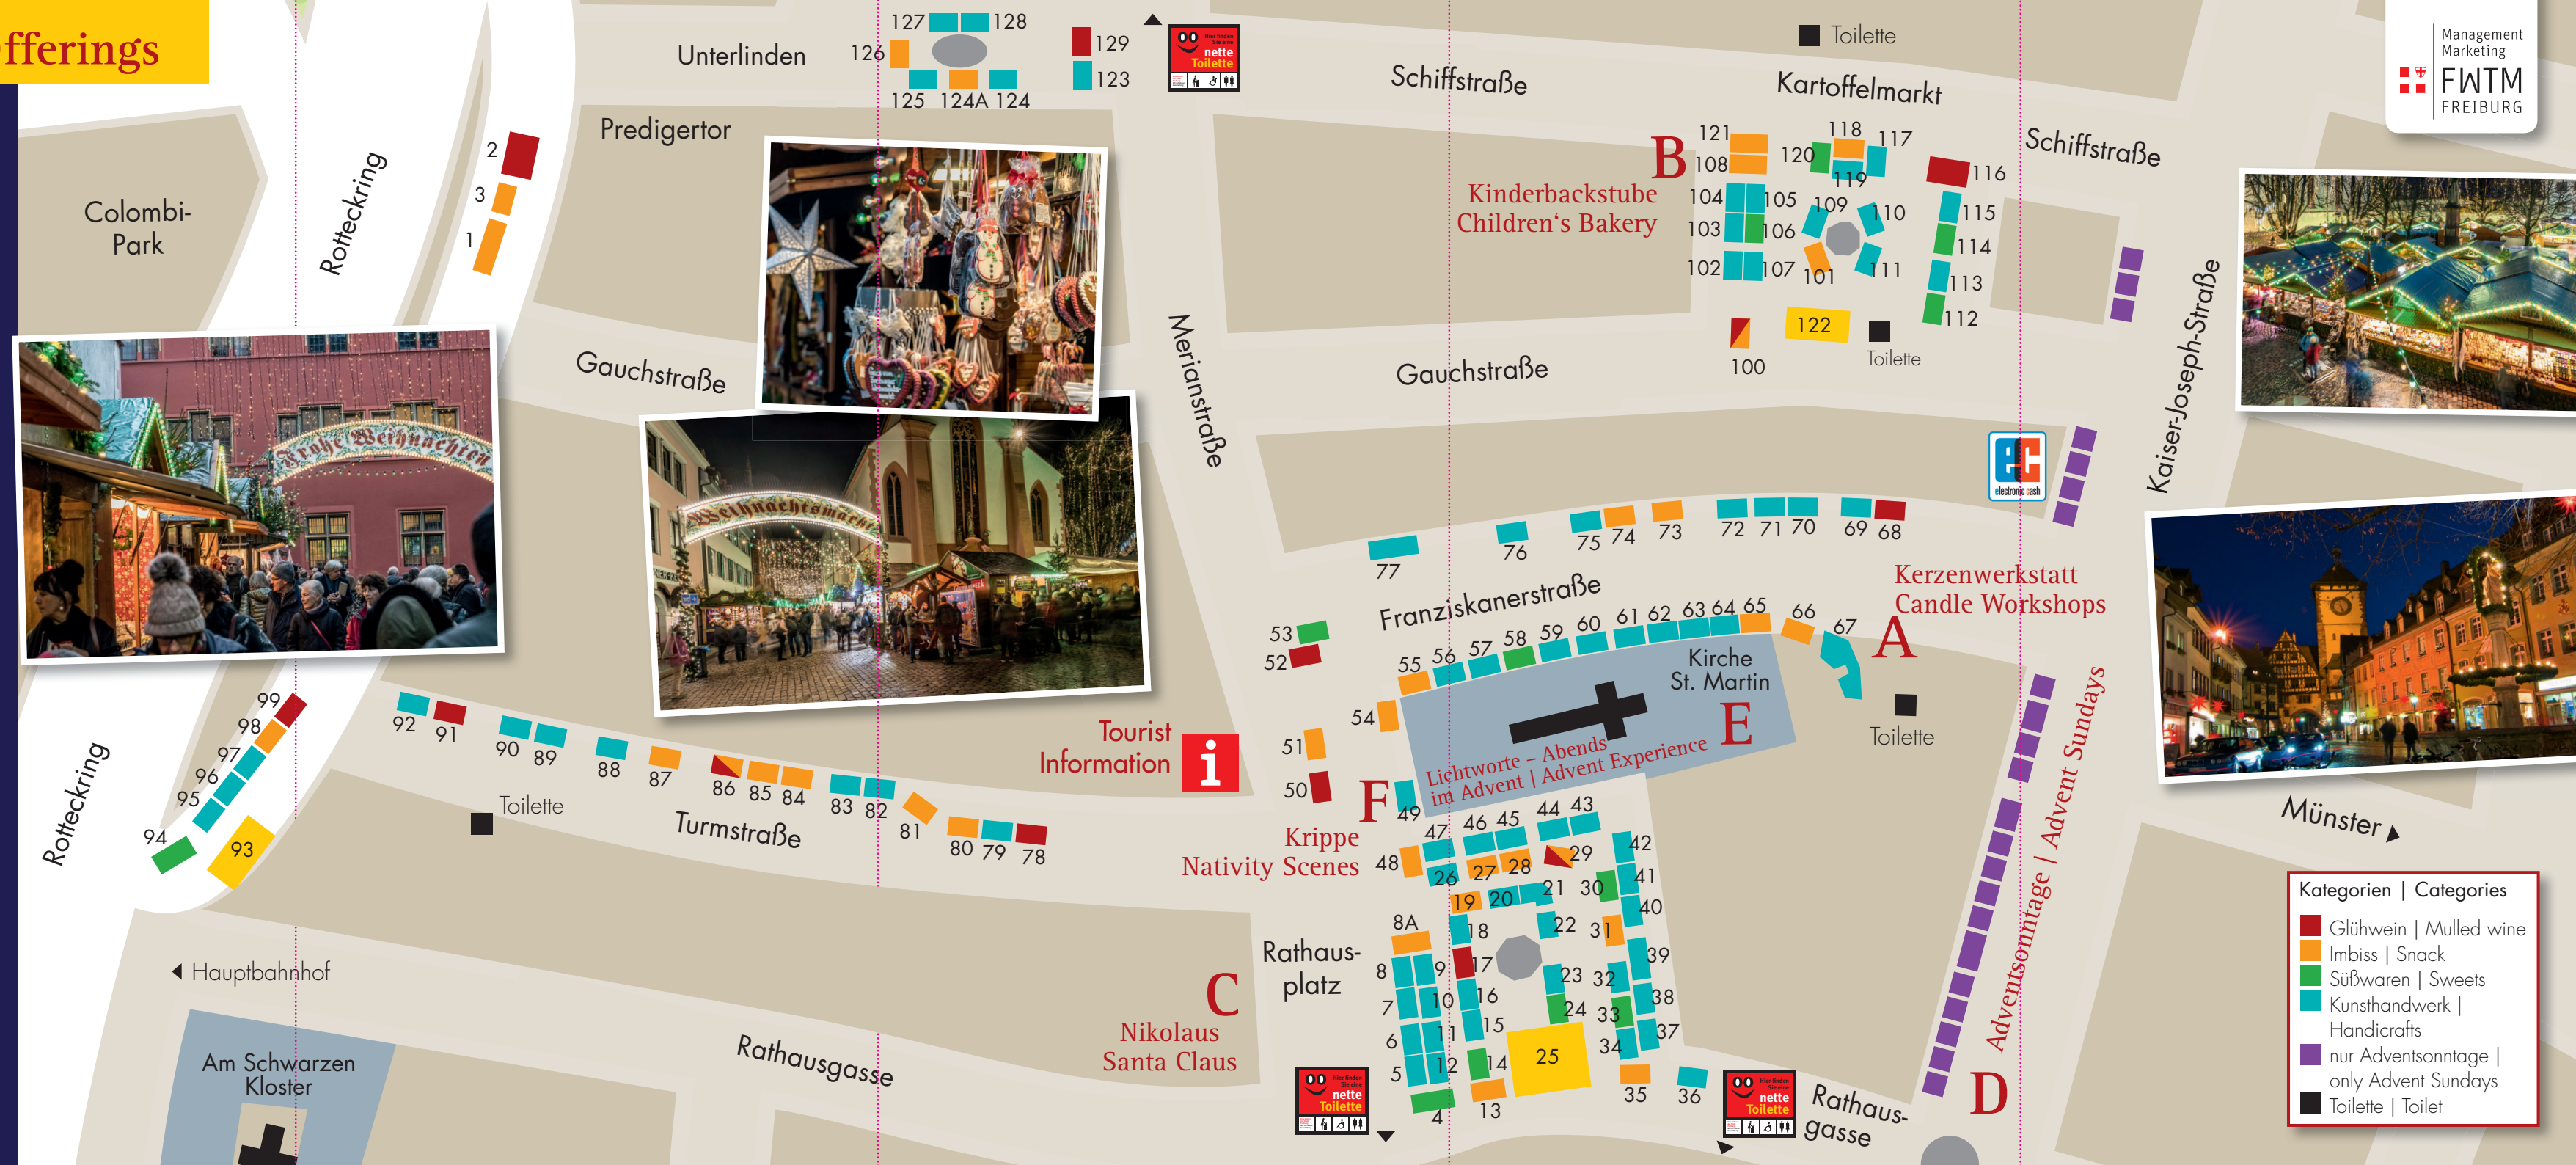 fferings
Unterlinden
127
128
126
125
124A
124
129
123
nette
Toilette
Predigertor
Rotteckring
Colombi-
Park
2
3
1
Schiffstraße
Toilette
Kartoffelmarkt
Schiffstraße
Management
Marketing
FWTM
FREIBURG
B
Kinderbackstube
Children‘s Bakery
121
108
104
105
103
106
102
107
120
118
117
119
109
110
101
111
116
115
114
113
112
100
122
Toilette
Gauchstraße
Merianstraße
Gauchstraße
Kaiser-Joseph-Straße
Frohe Weihnachten
Weihnachtsmarkt
ec
electronic cash
77
76
75
74
73
72
71
70
69
68
Franziskanerstraße
Kerzenwerkstatt
Candle Workshops
A
53
52
55
56
57
58
59
60
61
62
63
64
65
66
67
Kirche
St. Martin
E
Lichtworte – Abends
im Advent | Advent Experience
Toilette
54
51
50
F
49
Krippe
Nativity Scenes
Tourist
Information
i
99
98
97
96
95
94
93
Rotteckring
92
91
90
89
88
87
86
85
84
83
82
81
80
79
78
Toilette
Turmstraße
48
47
46
45
44
43
42
26
27
28
29
41
19
20
21
30
40
8A
18
22
31
39
8
9
17
23
32
38
7
10
16
24
33
37
6
11
15
34
5
12
14
25
4
13
35
36
Rathaus-
platz
C
Nikolaus
Santa Claus
Hauptbahnhof
Am Schwarzen
Kloster
Rathausgasse
nette
Toilette
nette
Toilette
Rathaus-
gasse
D
Adventsonntage | Advent Sundays
Münster
Kategorien | Categories
Glühwein | Mulled wine
Imbiss | Snack
Süßwaren | Sweets
Kunsthandwerk |
Handicrafts
nur Adventsonntage |
only Advent Sundays
Toilette | Toilet